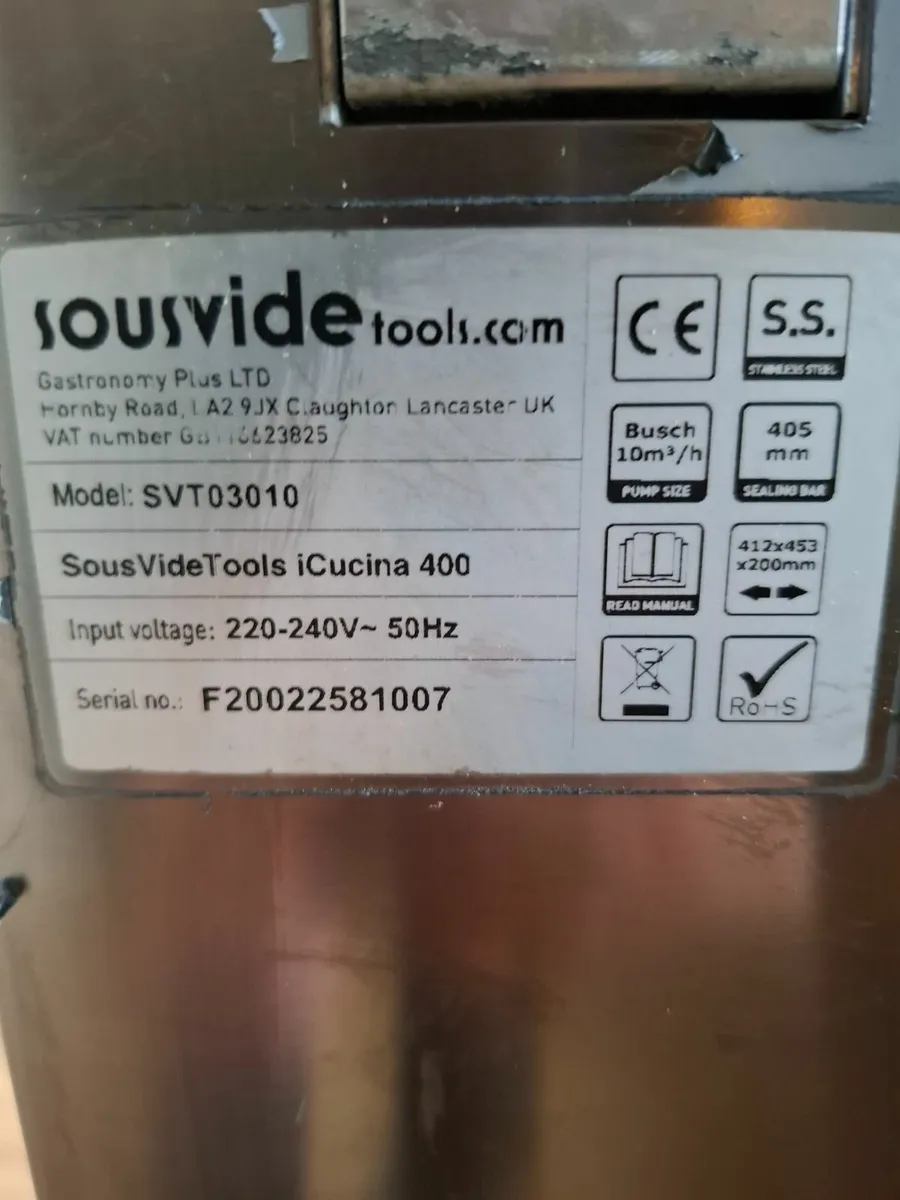 sousvide tools.com
Gastronomy Plus LTD
Hornby Road, LA2 9JX Claughton Lancaster UK
VAT number
Model: SVT03010
SousVideTools iCucina 400
Input voltage: 220-240V~ 50Hz
Serial no.: F20022581007
CE
S.S.
STAINLESS STEEL
Busch
10m³/h
PUMP SIZE
405
mm
SEALING BAR
READ MANUAL
412x453
x200mm
RoHS